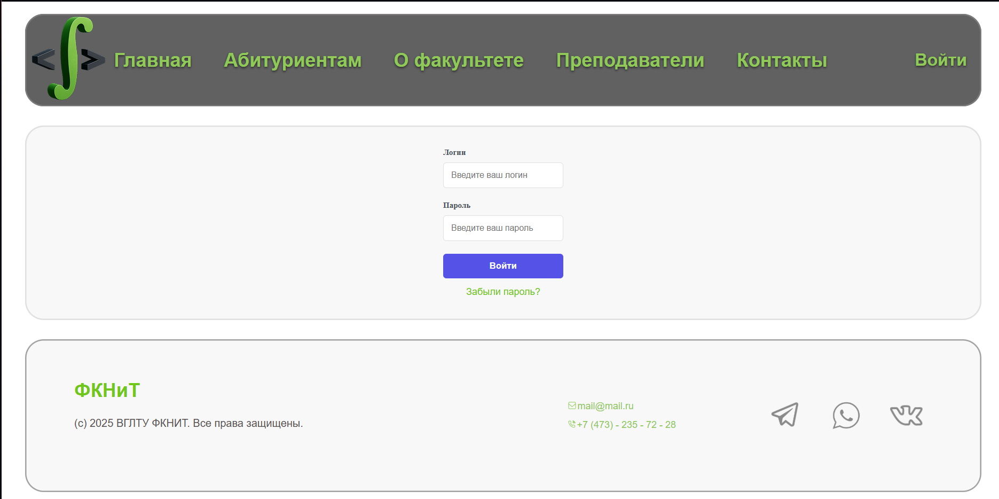 Главная Абитуриентам О факультете Преподаватели Контакты Войти
Логин
Введите ваш логин
Пароль
Введите ваш пароль
Войти
Забыли пароль?
ФКНиТ
(c) 2025 ВГЛТУ ФКНИТ. Все права защищены.
mail@mail.ru
+7 (473) - 235 - 72 - 28